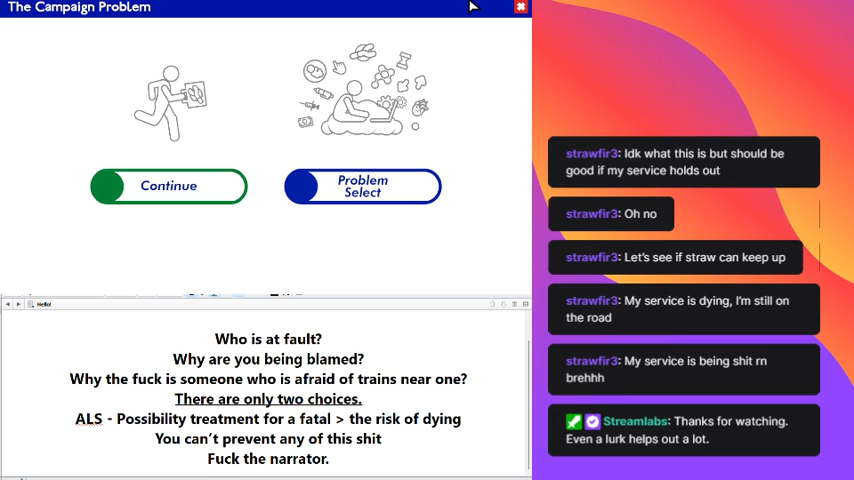 The Campaign Problem
Continue
Problem
Select
Hello!
Who is at fault?
Why are you being blamed?
Why the fuck is someone who is afraid of trains near one?
There are only two choices.
ALS - Possibility treatment for a fatal > the risk of dying
You can't prevent any of this shit
Fuck the narrator.
strawfir3: Idk what this is but should be
good if my service holds out
strawfir3: Oh no
strawfir3: Let's see if straw can keep up
strawfir3: My service is dying, I'm still on
the road
strawfir3: My service is being shit rn
brehhh
Streamlabs: Thanks for watching.
Even a lurk helps out a lot.